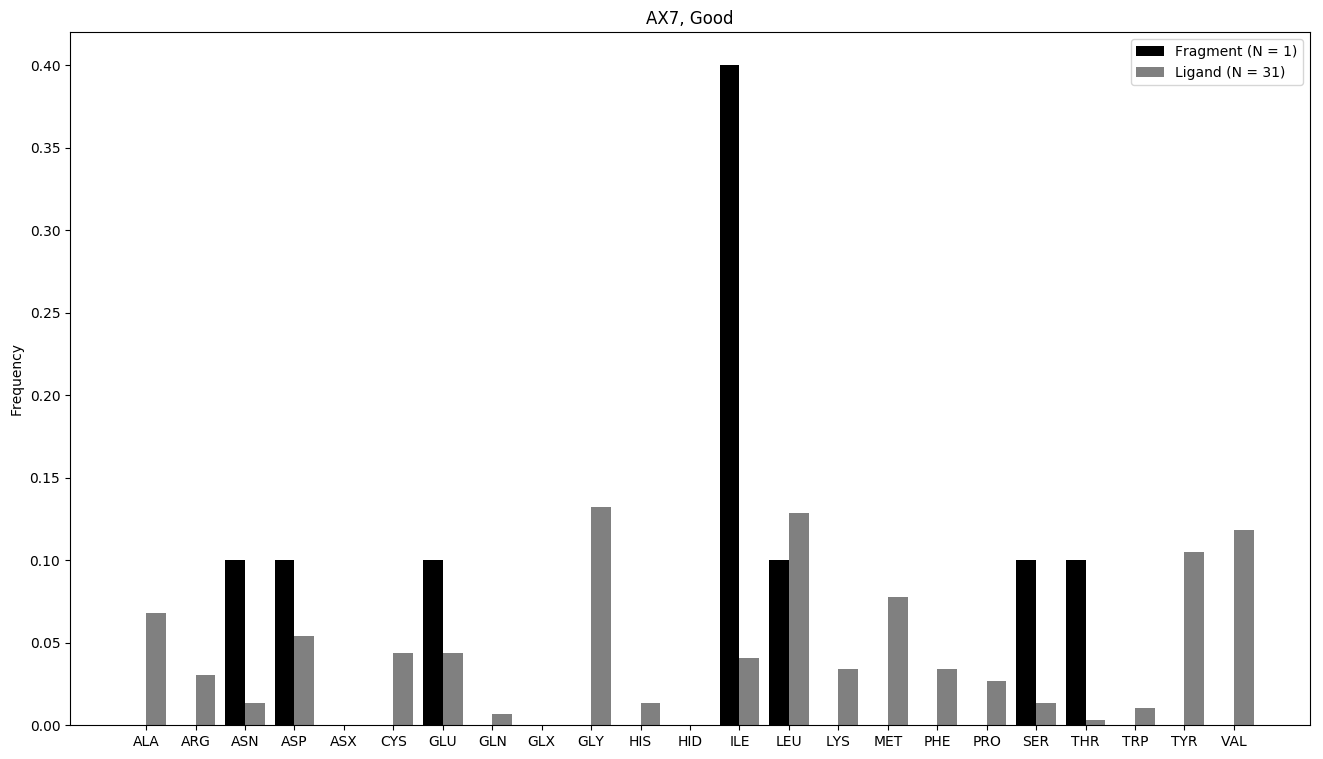 AX7, Good
Fragment (N = 1)
Ligand (N = 31)
Frequency
0.40
0.35
0.30
0.25
0.20
0.15
0.10
0.05
0.00
ALA ARG ASN ASP ASX CYS GLU GLN GLX GLY HIS HID ILE LEU LYS MET PHE PRO SER THR TRP TYR VAL